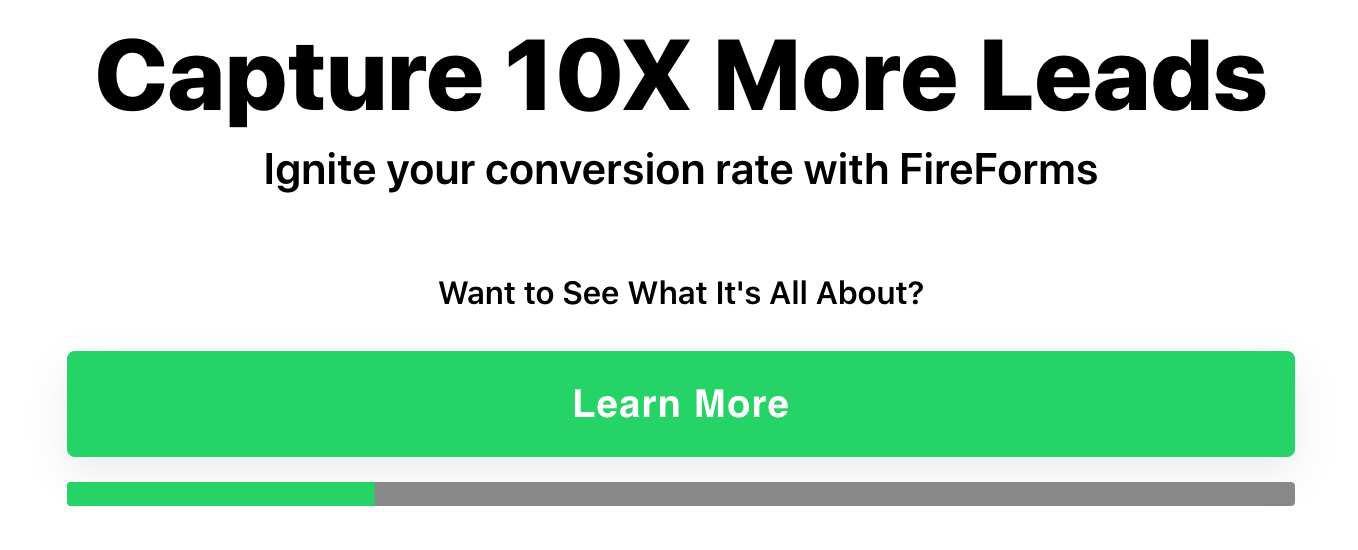 Capture 10X More Leads
Ignite your conversion rate with FireForms
Want to See What It's All About?
Learn More